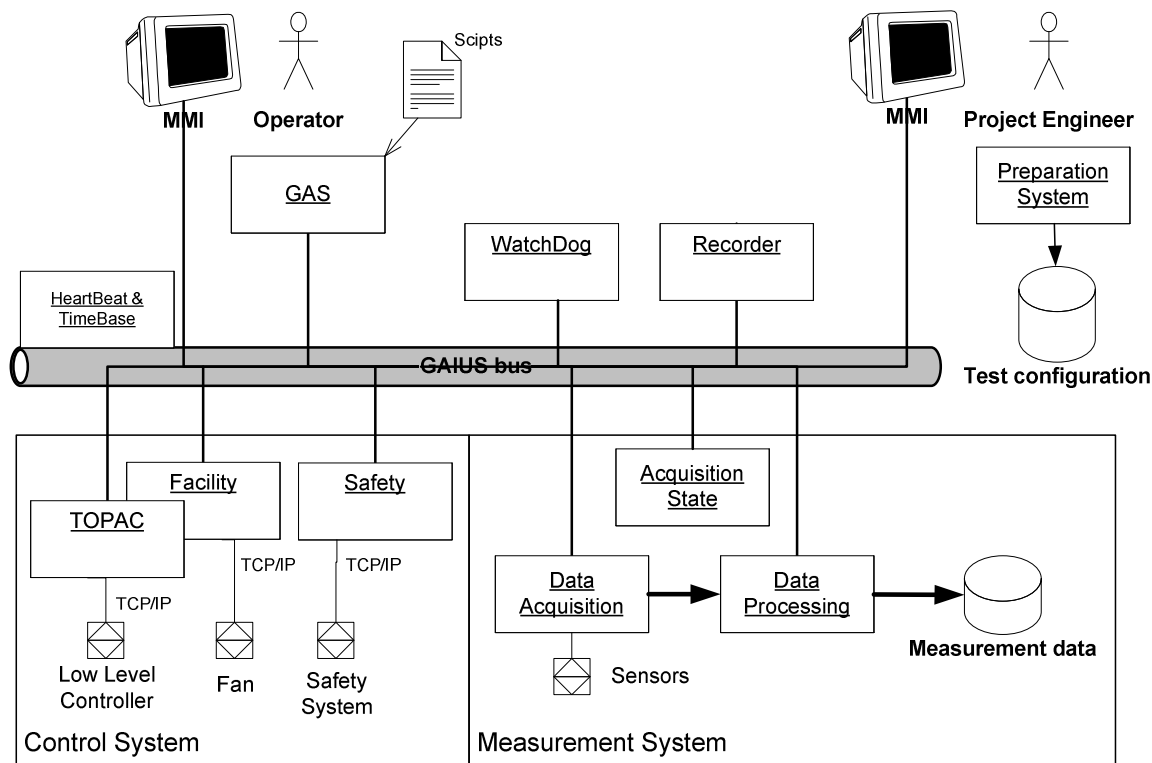 Scipts
MMI
Operator
MMI
Project Engineer
GAS
Preparation
System
WatchDog
Recorder
HeartBeat &
TimeBase
GAIUS bus
Test configuration
Facility
Safety
Acquisition
State
TOPAC
TCP/IP
TCP/IP
TCP/IP
Data
Acquisition
Data
Processing
Low Level
Controller
Fan
Safety
System
Sensors
Measurement data
Control System
Measurement System